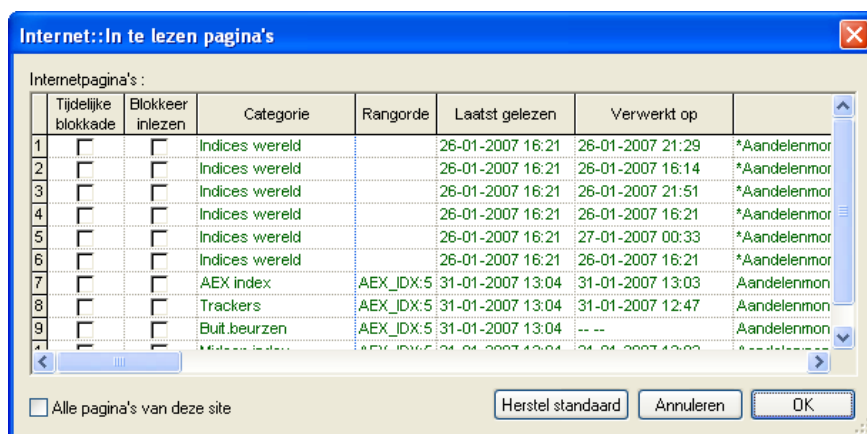 Internet::In te lezen pagina's
Internetpagina's :
Tijdelijke blokkade Blokkeer inlezen Categorie Rangorde Laatst gelezen Verwerkt op
1 Indices wereld 26-01-2007 16:21 26-01-2007 21:29 *Aandelenmor
2 Indices wereld 26-01-2007 16:21 26-01-2007 16:14 *Aandelenmor
3 Indices wereld 26-01-2007 16:21 26-01-2007 21:51 *Aandelenmor
4 Indices wereld 26-01-2007 16:21 26-01-2007 16:21 *Aandelenmor
5 Indices wereld 26-01-2007 16:21 27-01-2007 00:33 *Aandelenmor
6 Indices wereld 26-01-2007 16:21 26-01-2007 16:21 *Aandelenmor
7 AEX index AEX_IDX:5 31-01-2007 13:04 31-01-2007 13:03 Aandelenmon
8 Trackers AEX_IDX:5 31-01-2007 13:04 31-01-2007 12:47 Aandelenmon
9 Buit.beurzen AEX_IDX:5 31-01-2007 13:04 -- -- Aandelenmon
Alle pagina's van deze site Herstel standaard Annuleren OK